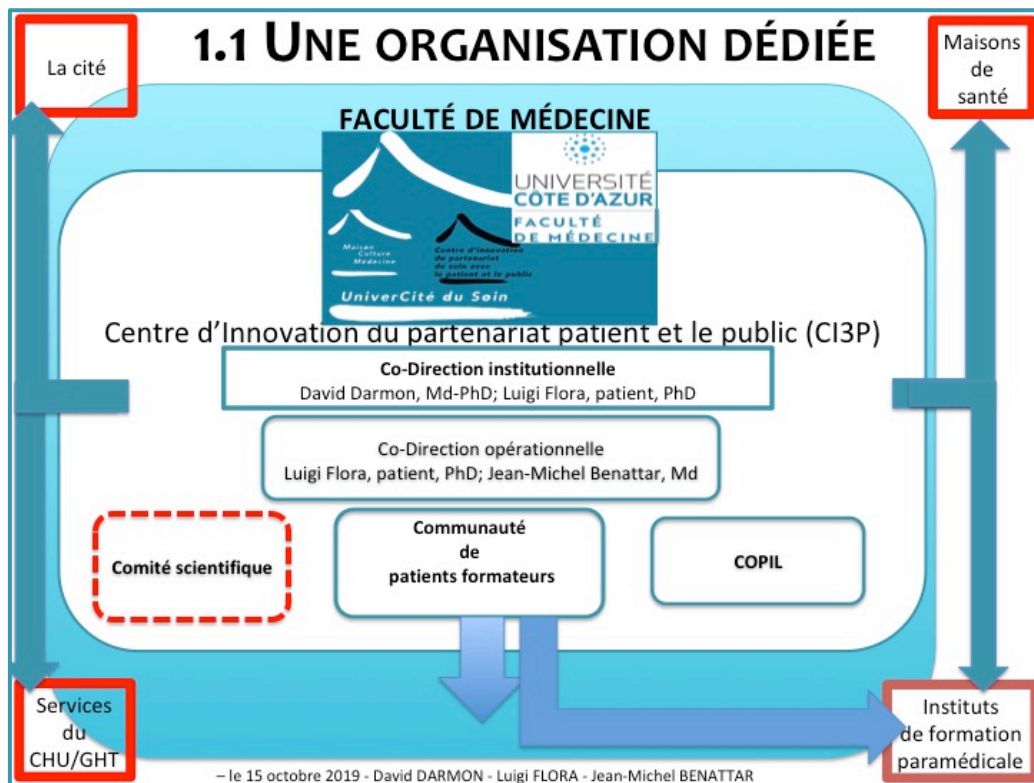 1.1 UNE ORGANISATION DÉDIÉE
La cité
Maisons
de
santé
FACULTÉ DE MÉDECINE
UNIVERSITÉ
CÔTE D'AZUR
FACULTÉ
DE MÉDECINE
Maison
Culture
Médecine
Centre d'innovation
du partenariat
de soin avec
le patient et le public
UniverCité du Soin
Centre d'Innovation du partenariat patient et le public (CI3P)
Co-Direction institutionnelle
David Darmon, Md-PhD; Luigi Flora, patient, PhD
Co-Direction opérationnelle
Luigi Flora, patient, PhD; Jean-Michel Benattar, Md
Comité scientifique
Communauté
de
patients formateurs
COPIL
Services
du
CHU/GHT
Instituts
de formation
paramédicale
– le 15 octobre 2019 - David DARMON - Luigi FLORA - Jean-Michel BENATTAR